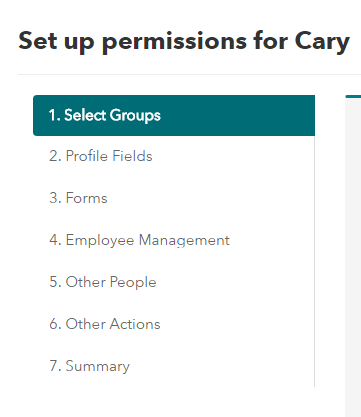 Set up permissions for Cary
1. Select Groups
2. Profile Fields
3. Forms
4. Employee Management
5. Other People
6. Other Actions
7. Summary